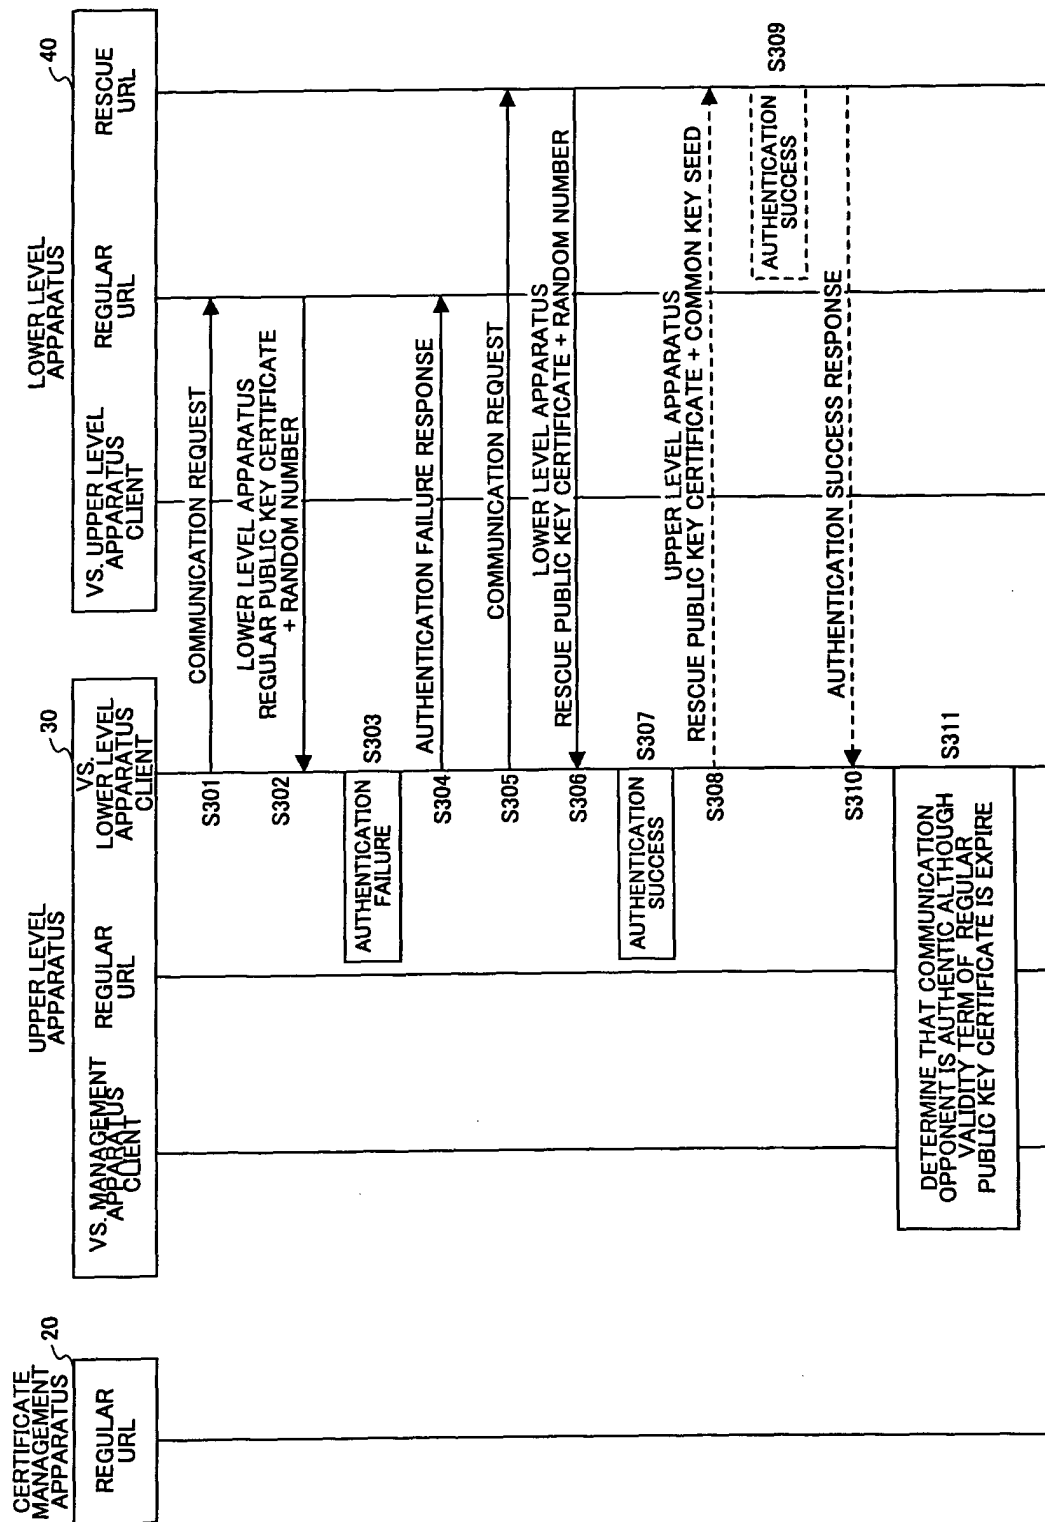 CERTIFICATE
MANAGEMENT
APPARATUS
20
REGULAR
URL
UPPER LEVEL
APPARATUS
30
VS. MANAGEMENT
APPARATUS
CLIENT
REGULAR
URL
VS.
LOWER LEVEL
APPARATUS
CLIENT
LOWER LEVEL
APPARATUS
40
VS. UPPER LEVEL
APPARATUS
CLIENT
REGULAR
URL
RESCUE
URL
S301
COMMUNICATION REQUEST
S302
LOWER LEVEL APPARATUS
REGULAR PUBLIC KEY CERTIFICATE
+ RANDOM NUMBER
AUTHENTICATION
FAILURE
S303
S304
AUTHENTICATION FAILURE RESPONSE
S305
COMMUNICATION REQUEST
S306
LOWER LEVEL APPARATUS
RESCUE PUBLIC KEY CERTIFICATE + RANDOM NUMBER
AUTHENTICATION
SUCCESS
S307
S308
UPPER LEVEL APPARATUS
RESCUE PUBLIC KEY CERTIFICATE + COMMON KEY SEED
AUTHENTICATION
SUCCESS
S309
S310
AUTHENTICATION SUCCESS RESPONSE
DETERMINE THAT COMMUNICATION
OPPONENT IS AUTHENTIC ALTHOUGH
VALIDITY TERM OF REGULAR
PUBLIC KEY CERTIFICATE IS EXPIRE
S311